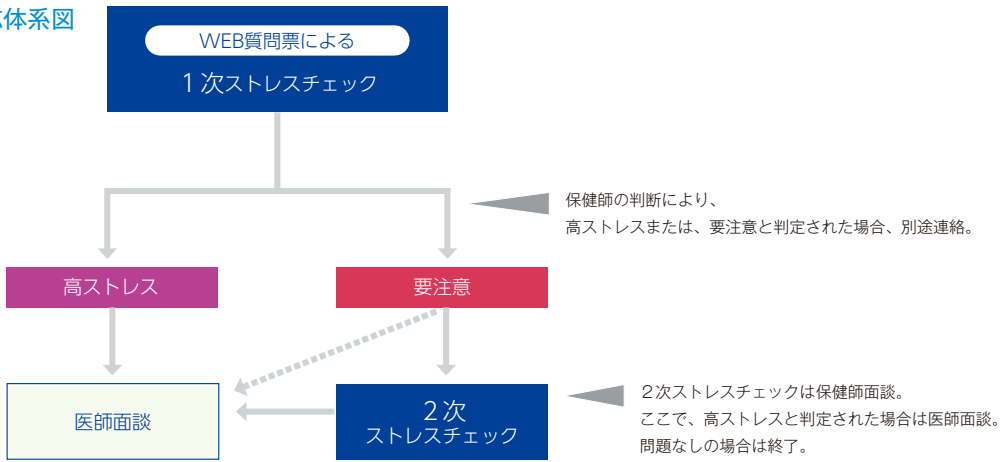 体系図
WEB質問票による
1次ストレスチェック
保健師の判断により、
高ストレスまたは、要注意と判定された場合、別途連絡。
高ストレス
要注意
医師面談
2次
ストレスチェック
2次ストレスチェックは保健師面談。
ここで、高ストレスと判定された場合は医師面談。
問題なしの場合は終了。